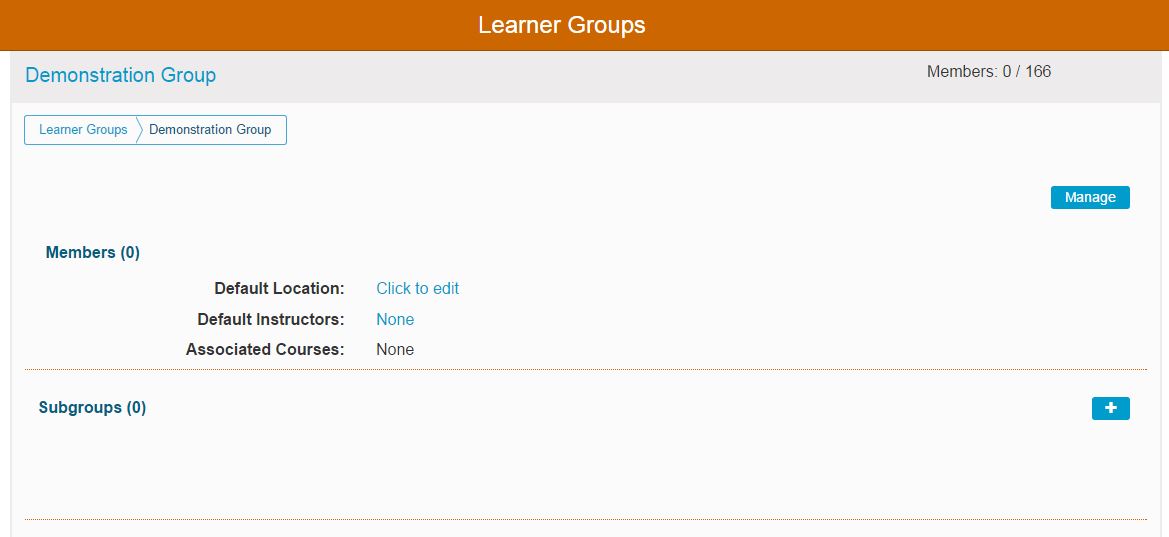 Learner Groups
Demonstration Group
Members: 0 / 166
Learner Groups Demonstration Group
Manage
Members (0)
Default Location: Click to edit
Default Instructors: None
Associated Courses: None
Subgroups (0)
+